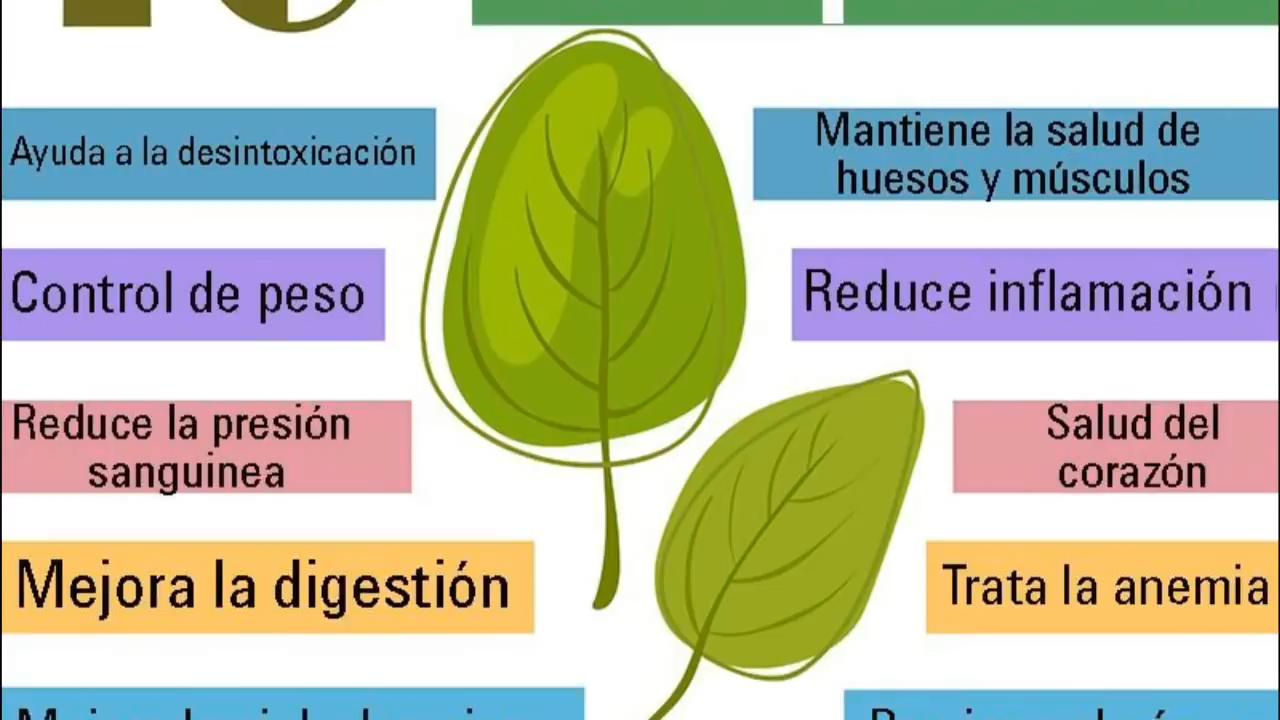 Ayuda a la desintoxicación
Mantiene la salud de
huesos y músculos
Control de peso
Reduce inflamación
Reduce la presión
sanguinea
Salud del
corazón
Mejora la digestión
Trata la anemia